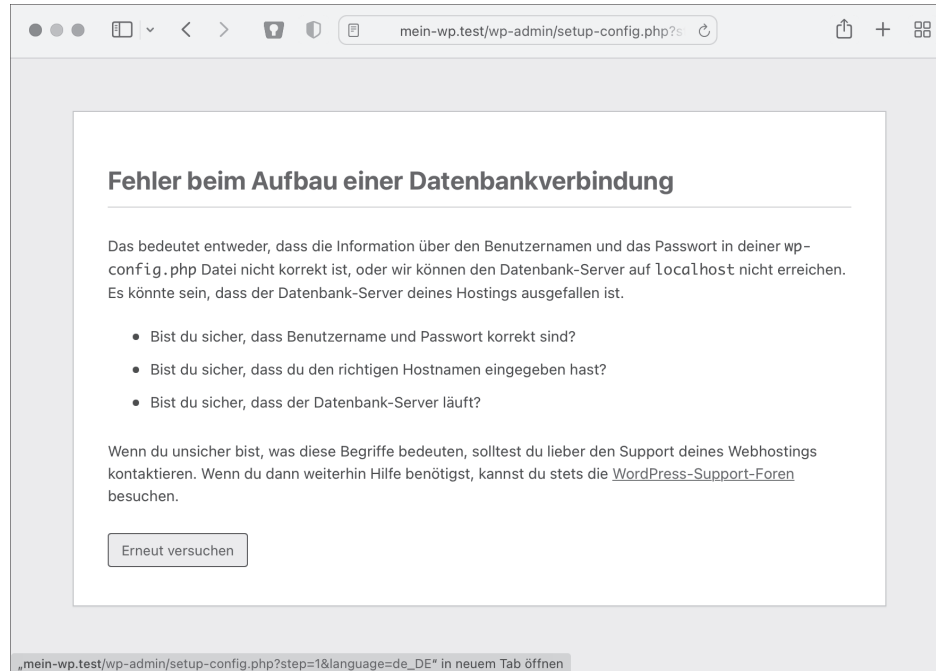 mein-wp.test/wp-admin/setup-config.php?s
Fehler beim Aufbau einer Datenbankverbindung
Das bedeutet entweder, dass die Information über den Benutzernamen und das Passwort in deiner wp-
config.php Datei nicht korrekt ist, oder wir können den Datenbank-Server auf localhost nicht erreichen.
Es könnte sein, dass der Datenbank-Server deines Hostings ausgefallen ist.
• Bist du sicher, dass Benutzername und Passwort korrekt sind?
• Bist du sicher, dass du den richtigen Hostnamen eingegeben hast?
• Bist du sicher, dass der Datenbank-Server läuft?
Wenn du unsicher bist, was diese Begriffe bedeuten, solltest du lieber den Support deines Webhostings
kontaktieren. Wenn du dann weiterhin Hilfe benötigst, kannst du stets die WordPress-Support-Foren
besuchen.
Erneut versuchen
„mein-wp.test/wp-admin/setup-config.php?step=1&language=de_DE“ in neuem Tab öffnen